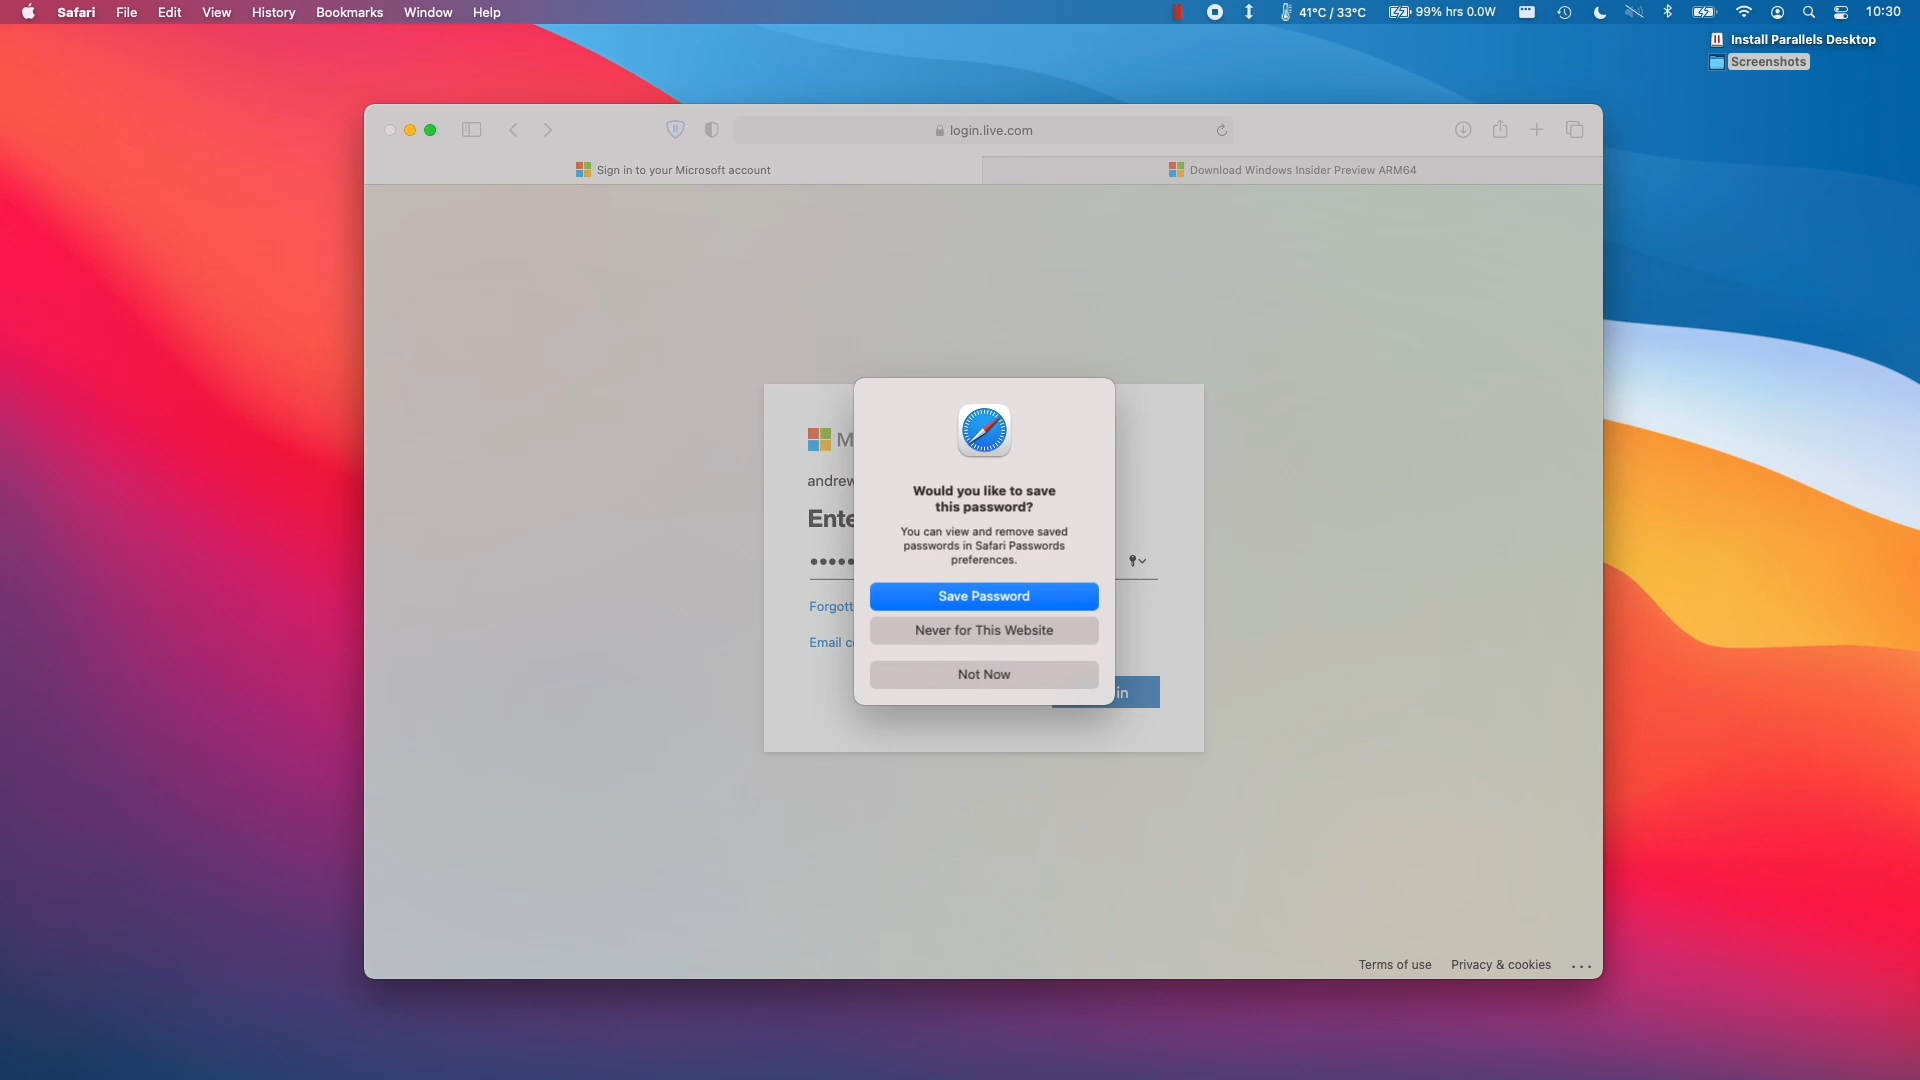 Safari File Edit View History Bookmarks Window Help 41°C / 33°C 99% hrs 0.0W 10:30
Install Parallels Desktop
Screenshots
login.live.com
Sign in to your Microsoft account
Download Windows Insider Preview ARM64
M
andrew
Ente
Forgott
Email c
in
Would you like to save
this password?
You can view and remove saved
passwords in Safari Passwords
preferences.
Save Password
Never for This Website
Not Now
Terms of use Privacy & cookies ...